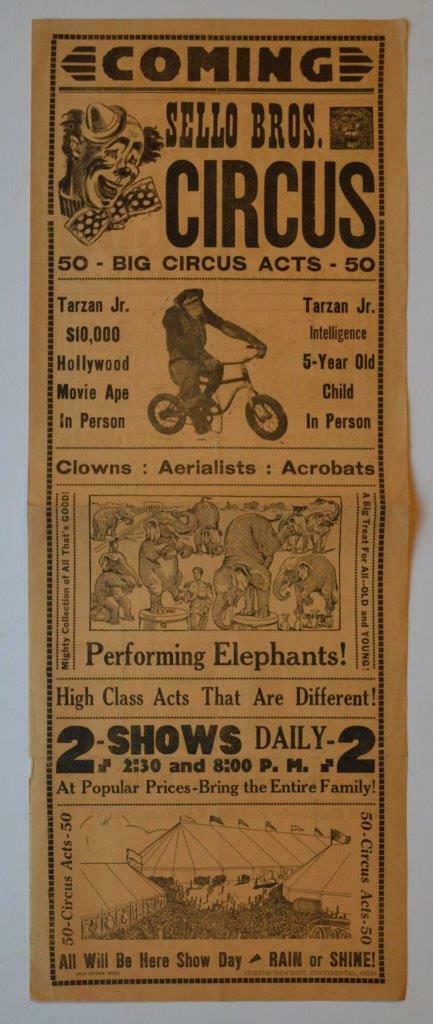 COMING
SELLO BROS.
CIRCUS
50 - BIG CIRCUS ACTS - 50
Tarzan Jr.
$10,000
Hollywood
Movie Ape
In Person
Tarzan Jr.
Intelligence
5-Year Old
Child
In Person
Clowns : Aerialists : Acrobats
Mighty Collection of All That's GOOD!
A Big Treat For All-OLD and YOUNG!
Performing Elephants!
High Class Acts That Are Different!
2-SHOWS DAILY-2
2:30 and 8:00 P. M.
At Popular Prices-Bring the Entire Family!
50-Circus Acts-50
50-Circus Acts-50
All Will Be Here Show Day RAIN or SHINE!
(SEE OTHER SIDE)
CURTISS SHOPRINT, CONTINENTAL, OHIO